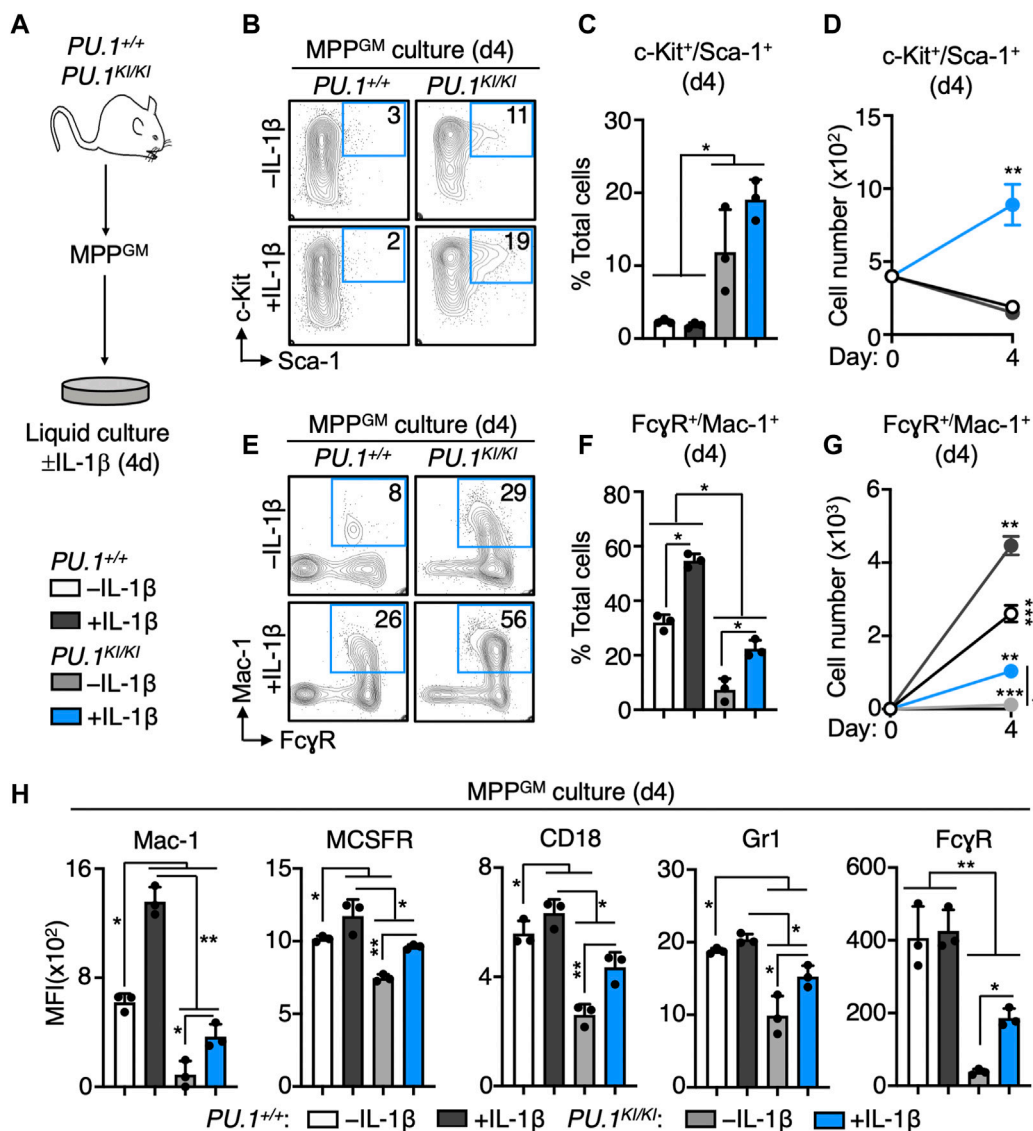 A
PU.1+/+
PU.1KI/KI
MPPGM
Liquid culture
±IL-1β (4d)
PU.1+/+
–IL-1β
+IL-1β
PU.1KI/KI
–IL-1β
+IL-1β
B
MPPGM culture (d4)
PU.1+/+ PU.1KI/KI
–IL-1β
3 11
+IL-1β
2 19
c-Kit
Sca-1
C
c-Kit+/Sca-1+
(d4)
% Total cells
30
20
10
0
*
D
c-Kit+/Sca-1+
(d4)
Cell number (x102)
15
10
5
0
**
Day: 0 4
E
MPPGM culture (d4)
PU.1+/+ PU.1KI/KI
–IL-1β
8 29
+IL-1β
26 56
Mac-1
FcɣR
F
FcɣR+/Mac-1+
(d4)
% Total cells
80
60
40
20
0
*
*
*
G
FcɣR+/Mac-1+
(d4)
Cell number (x103)
6
4
2
0
**
***
**
***
Day: 0 4
H
MPPGM culture (d4)
Mac-1
MFI(x102)
16
8
0
*
**
*
MCSFR
15
10
5
0
*
*
**
CD18
8
4
0
*
*
**
Gr1
30
20
10
0
*
*
*
FcɣR
600
400
200
0
**
*
PU.1+/+: –IL-1β +IL-1β PU.1KI/KI: –IL-1β +IL-1β